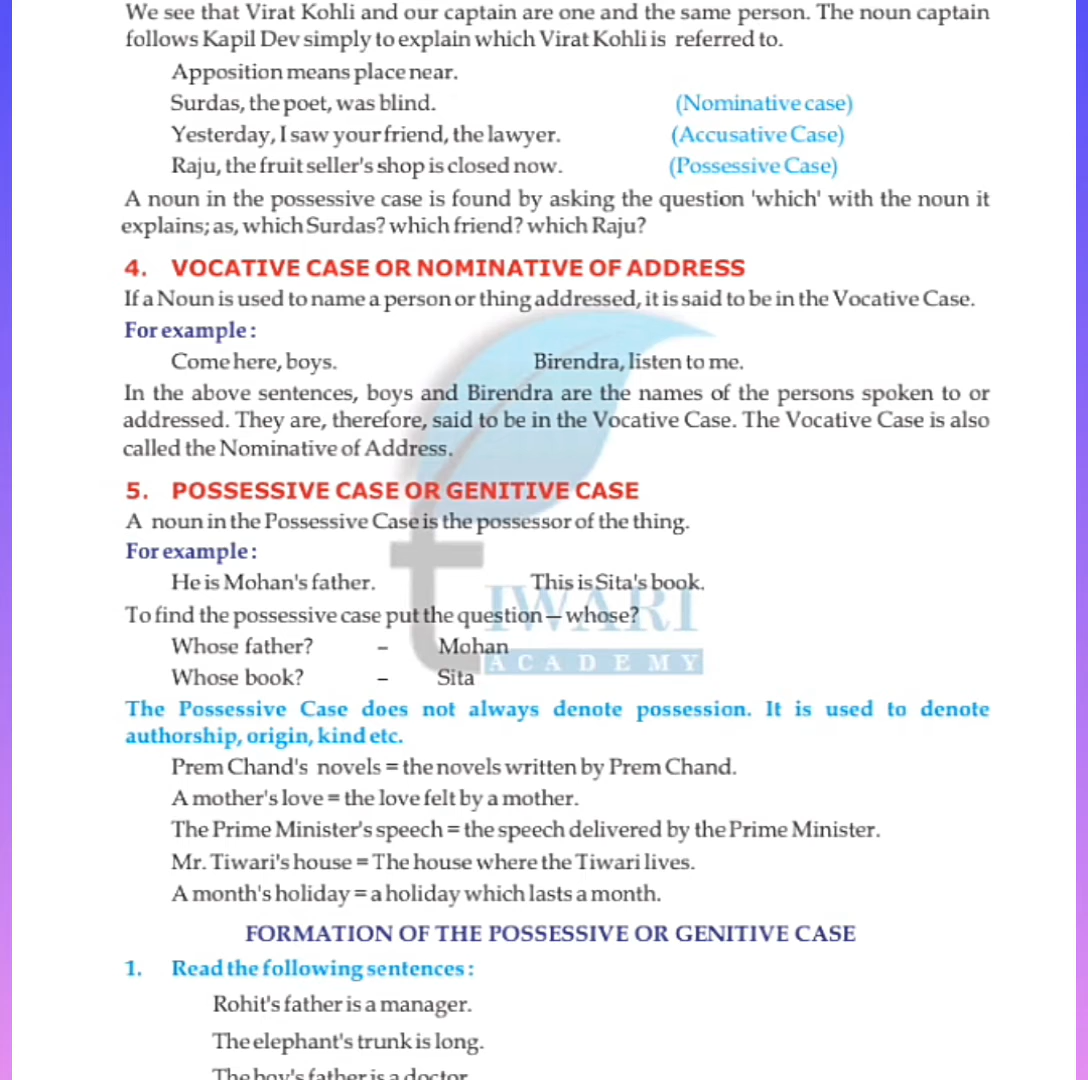 We see that Virat Kohli and our captain are one and the same person. The noun captain
follows Kapil Dev simply to explain which Virat Kohli is referred to.
Apposition means place near.
Surdas, the poet, was blind. (Nominative case)
Yesterday, I saw your friend, the lawyer. (Accusative Case)
Raju, the fruit seller's shop is closed now. (Possessive Case)
A noun in the possessive case is found by asking the question 'which' with the noun it
explains; as, which Surdas? which friend? which Raju?
4. VOCATIVE CASE OR NOMINATIVE OF ADDRESS
If a Noun is used to name a person or thing addressed, it is said to be in the Vocative Case.
For example:
Come here, boys. Birendra, listen to me.
In the above sentences, boys and Birendra are the names of the persons spoken to or
addressed. They are, therefore, said to be in the Vocative Case. The Vocative Case is also
called the Nominative of Address.
5. POSSESSIVE CASE OR GENITIVE CASE
A noun in the Possessive Case is the possessor of the thing.
For example:
He is Mohan's father. This is Sita's book.
To find the possessive case put the question – whose?
TIWARI
Whose father? – Mohan
ACADEMY
Whose book? – Sita
The Possessive Case does not always denote possession. It is used to denote
authorship, origin, kind etc.
Prem Chand's novels = the novels written by Prem Chand.
A mother's love = the love felt by a mother.
The Prime Minister's speech = the speech delivered by the Prime Minister.
Mr. Tiwari's house = The house where the Tiwari lives.
A month's holiday = a holiday which lasts a month.
FORMATION OF THE POSSESSIVE OR GENITIVE CASE
1. Read the following sentences:
Rohit's father is a manager.
The elephant's trunk is long.
The boy's father is a doctor